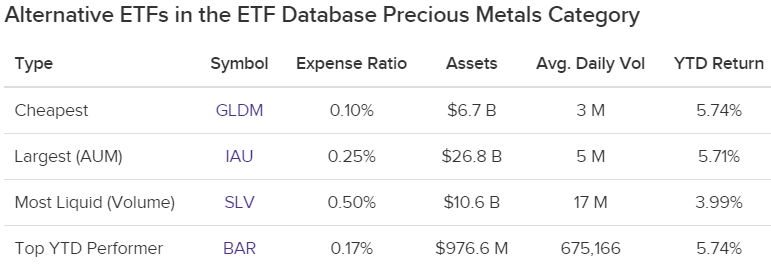 Alternative ETFs in the ETF Database Precious Metals Category
Type Symbol Expense Ratio Assets Avg. Daily Vol YTD Return
Cheapest GLDM 0.10% $6.7 B 3 M 5.74%
Largest (AUM) IAU 0.25% $26.8 B 5 M 5.71%
Most Liquid (Volume) SLV 0.50% $10.6 B 17 M 3.99%
Top YTD Performer BAR 0.17% $976.6 M 675,166 5.74%